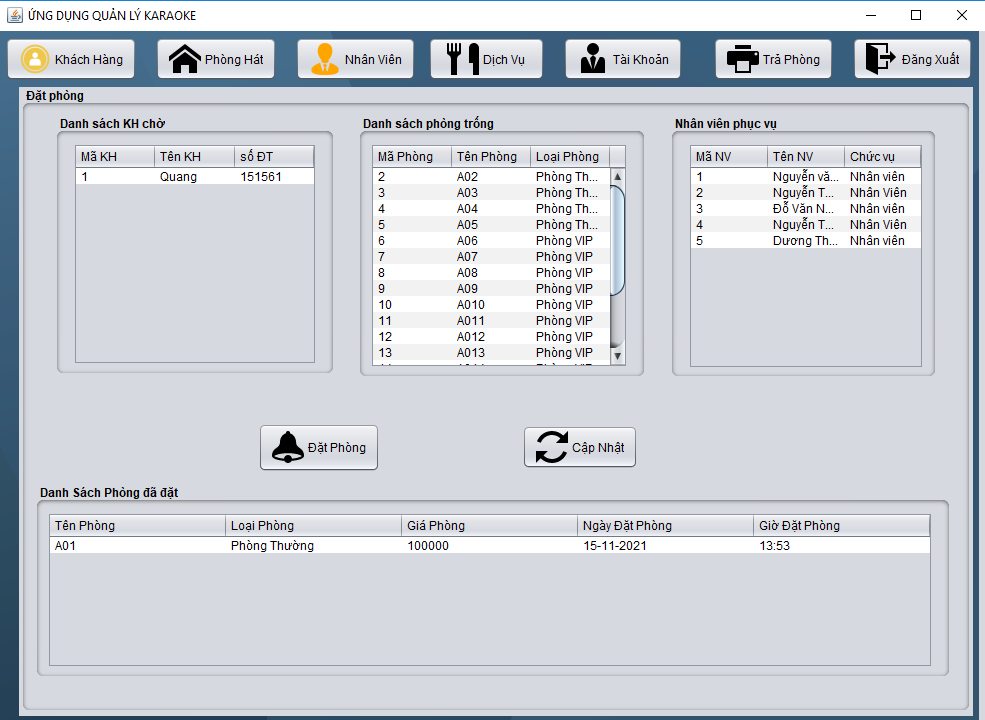 ỨNG DỤNG QUẢN LÝ KARAOKE
Khách Hàng Phòng Hát Nhân Viên Dịch Vụ Tài Khoản Trả Phòng Đăng Xuất
Đặt phòng
Danh sách KH chờ
Mã KH Tên KH số ĐT
1 Quang 151561
Danh sách phòng trống
Mã Phòng Tên Phòng Loại Phòng
2 A02 Phòng Th...
3 A03 Phòng Th...
4 A04 Phòng Th...
5 A05 Phòng Th...
6 A06 Phòng VIP
7 A07 Phòng VIP
8 A08 Phòng VIP
9 A09 Phòng VIP
10 A010 Phòng VIP
11 A011 Phòng VIP
12 A012 Phòng VIP
13 A013 Phòng VIP
Nhân viên phục vụ
Mã NV Tên NV Chức vụ
1 Nguyễn vă... Nhân viên
2 Nguyễn T... Nhân Viên
3 Đỗ Văn N... Nhân viên
4 Nguyễn T... Nhân Viên
5 Dương Th... Nhân viên
Đặt Phòng Cập Nhật
Danh Sách Phòng đã đặt
Tên Phòng Loại Phòng Giá Phòng Ngày Đặt Phòng Giờ Đặt Phòng
A01 Phòng Thường 100000 15-11-2021 13:53